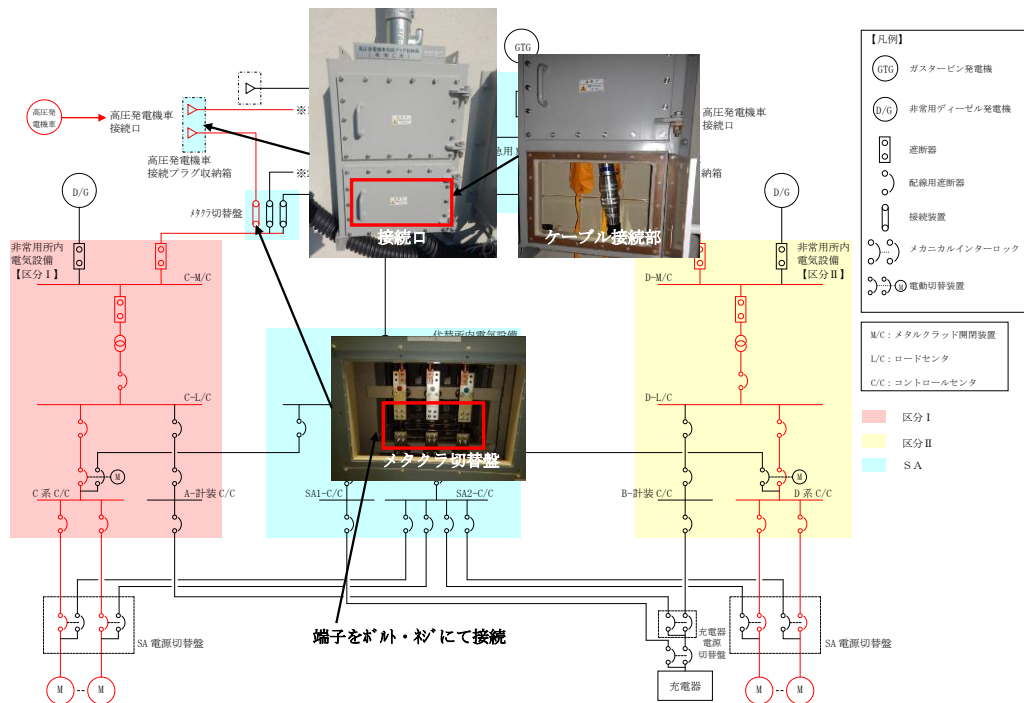 GTG
高圧発
電機車
高圧発電機車
接続口
高圧発電機車
接続プラグ収納箱
※
※2
急用
高圧発電機車
接続口
納箱
D/G
メタクラ切替盤
接続口
ケーブル接続部
D/G
非常用所内
電気設備
【区分Ⅰ】
C-M/C
D-M/C
非常用所内
電気設備
【区分Ⅱ】
代替所内電気設備
メタクラ切替盤
C-L/C
D-L/C
M
M
C系C/C
A-計装C/C
SA1-C/C
SA2-C/C
B-計装C/C
D系C/C
端子をボルト・ネジにて接続
SA電源切替盤
充電器
電源
切替盤
SA電源切替盤
M
M
充電器
M
M
【凡例】
GTG ガスタービン発電機
D/G 非常用ディーゼル発電機
遮断器
配線用遮断器
接続装置
メカニカルインターロック
M 電動切替装置
M/C：メタルクラッド開閉装置
L/C：ロードセンタ
C/C：コントロールセンタ
区分Ⅰ
区分Ⅱ
SA